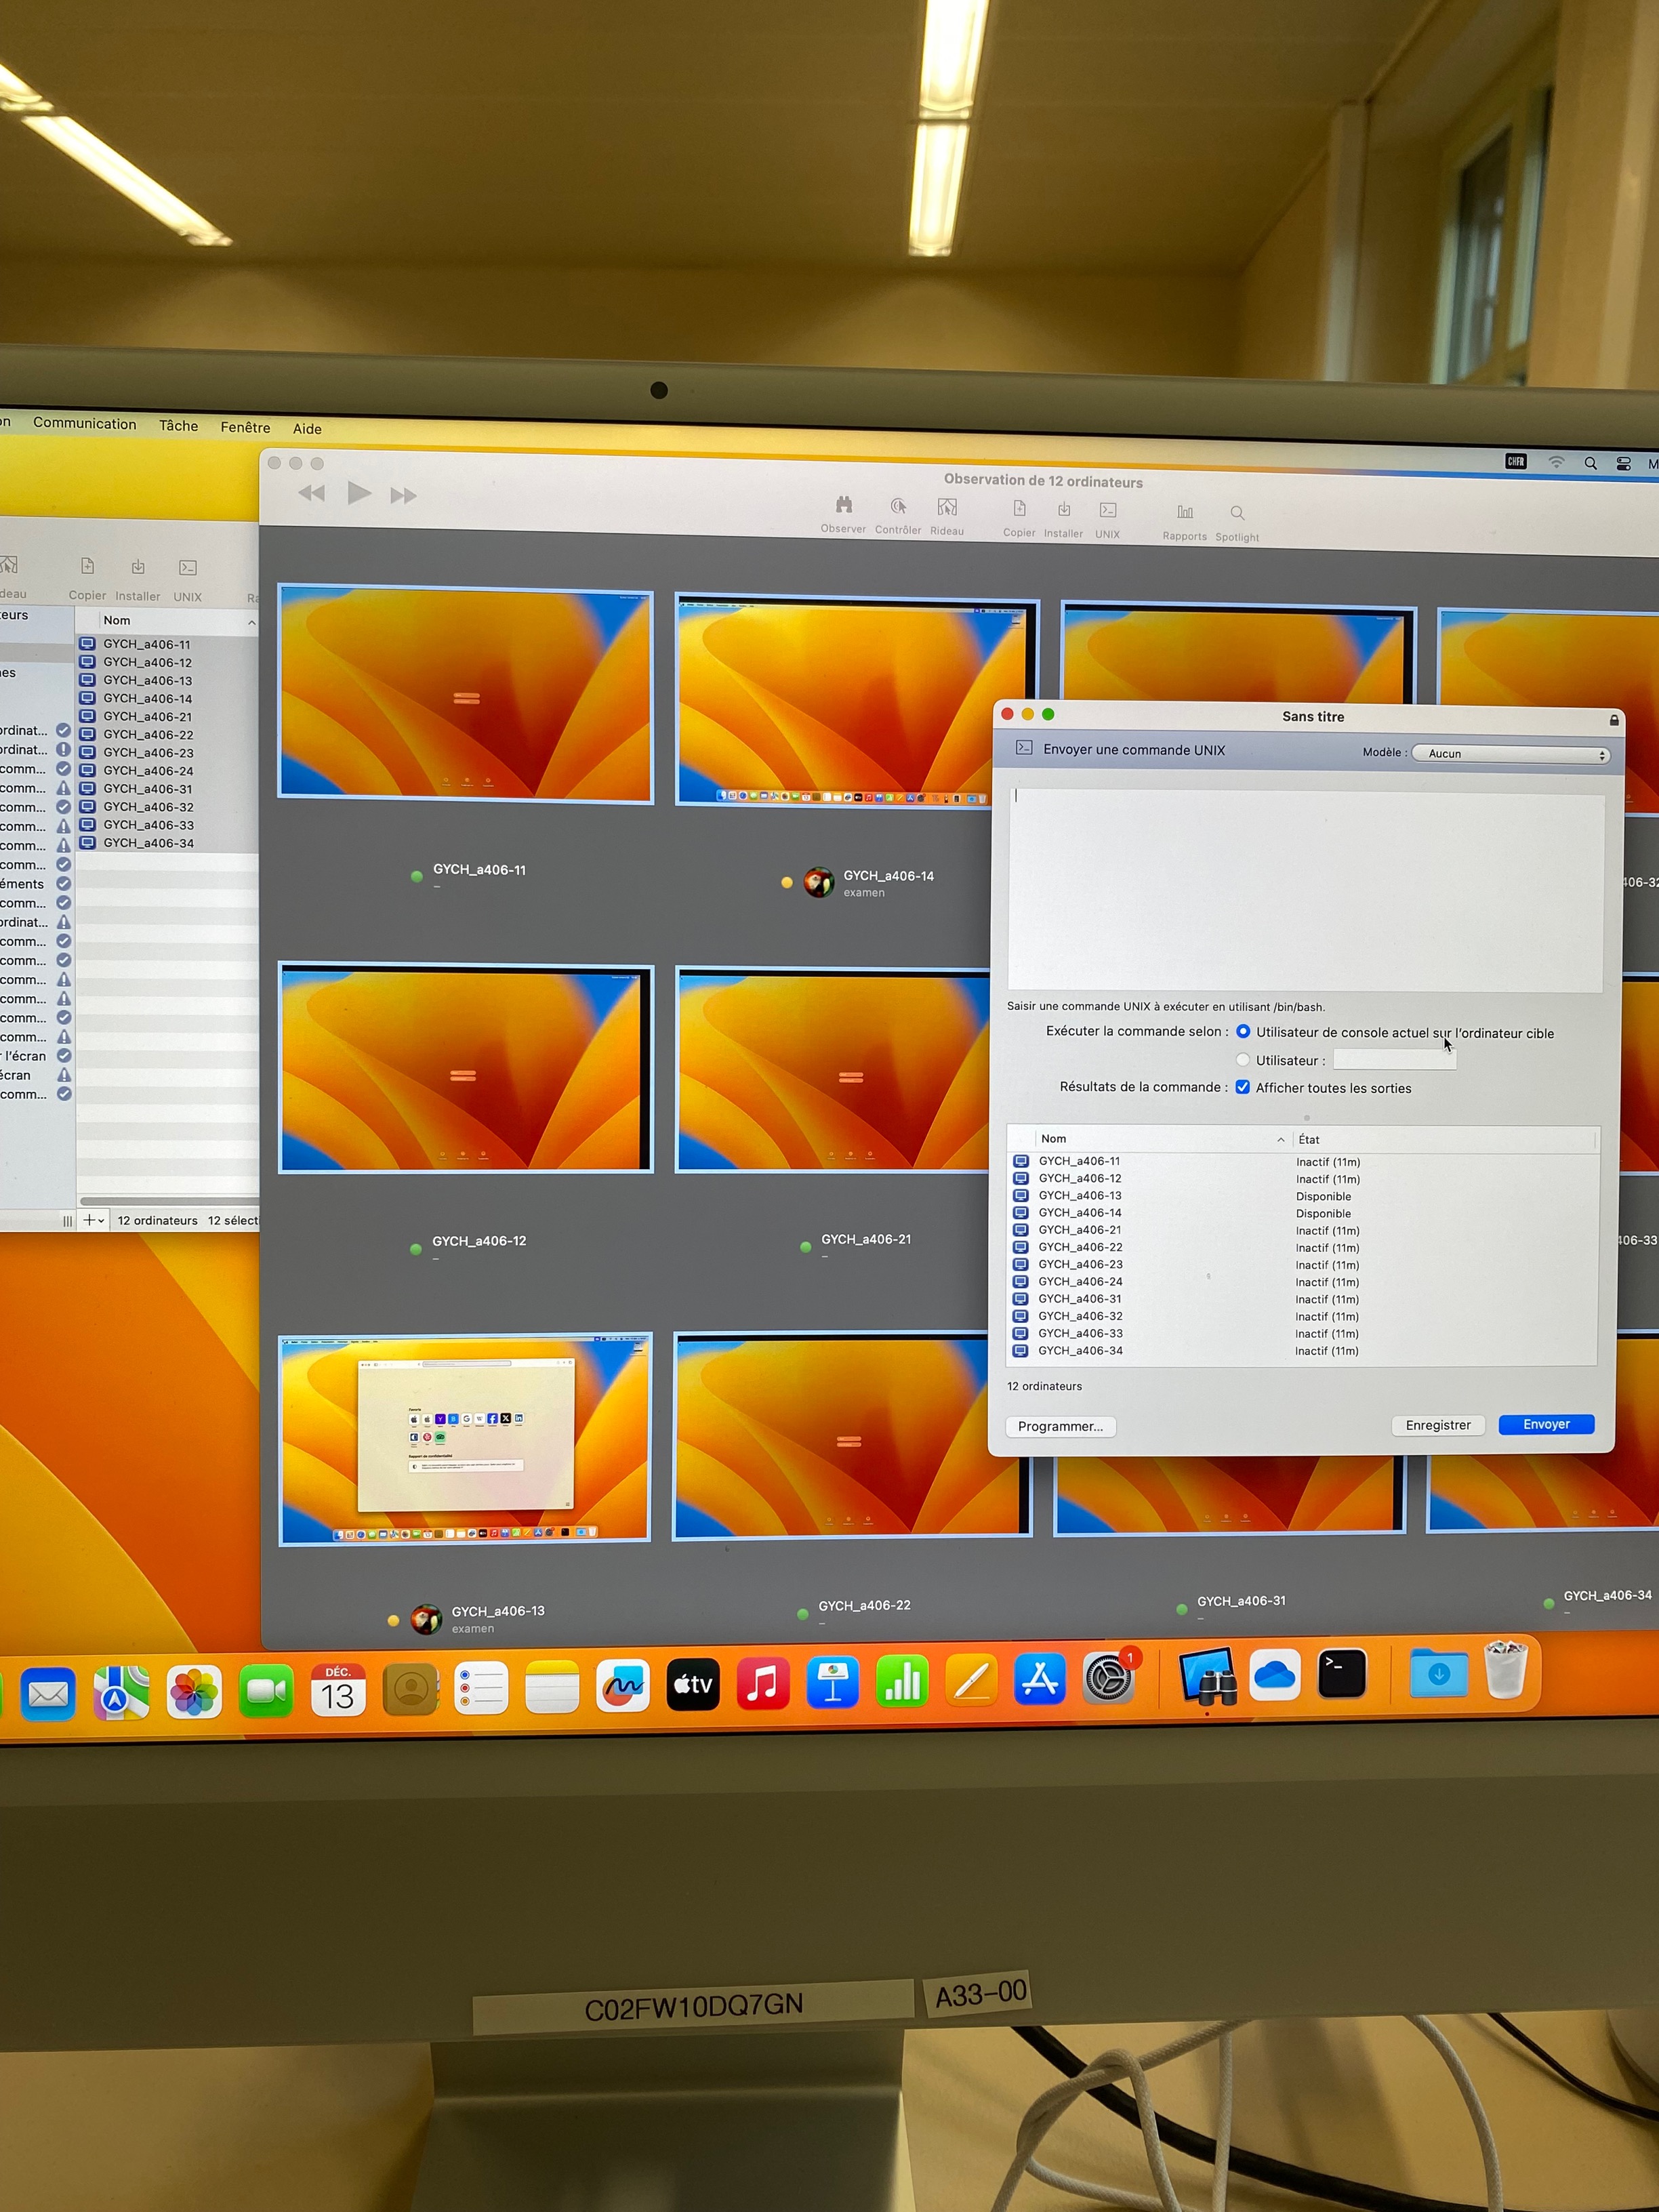 on Communication Tâche Fenêtre Aide
CHFR
M
Observation de 12 ordinateurs
Observer Contrôler Rideau Copier Installer UNIX Rapports Spotlight
deau Copier Installer UNIX Ra
teurs
nes
ordinat...
ordinat...
comm...
comm...
comm...
comm...
comm...
comm...
éments
comm...
ordinat...
comm...
comm...
comm...
comm...
comm...
comm...
r l'écran
écran
comm...
Nom
GYCH_a406-11
GYCH_a406-12
GYCH_a406-13
GYCH_a406-14
GYCH_a406-21
GYCH_a406-22
GYCH_a406-23
GYCH_a406-24
GYCH_a406-31
GYCH_a406-32
GYCH_a406-33
GYCH_a406-34
12 ordinateurs 12 sélecti
GYCH_a406-11
–
GYCH_a406-14
examen
406-32
GYCH_a406-12
–
GYCH_a406-21
–
406-33
GYCH_a406-13
examen
GYCH_a406-22
–
GYCH_a406-31
–
GYCH_a406-34
–
Sans titre
Envoyer une commande UNIX
Modèle : Aucun
Saisir une commande UNIX à exécuter en utilisant /bin/bash.
Exécuter la commande selon : Utilisateur de console actuel sur l'ordinateur cible
Utilisateur :
Résultats de la commande : Afficher toutes les sorties
Nom État
GYCH_a406-11 Inactif (11m)
GYCH_a406-12 Inactif (11m)
GYCH_a406-13 Disponible
GYCH_a406-14 Disponible
GYCH_a406-21 Inactif (11m)
GYCH_a406-22 Inactif (11m)
GYCH_a406-23 Inactif (11m)
GYCH_a406-24 Inactif (11m)
GYCH_a406-31 Inactif (11m)
GYCH_a406-32 Inactif (11m)
GYCH_a406-33 Inactif (11m)
GYCH_a406-34 Inactif (11m)
12 ordinateurs
Programmer... Enregistrer Envoyer
DÉC.
13
tv
1
C02FW10DQ7GN
A33-00